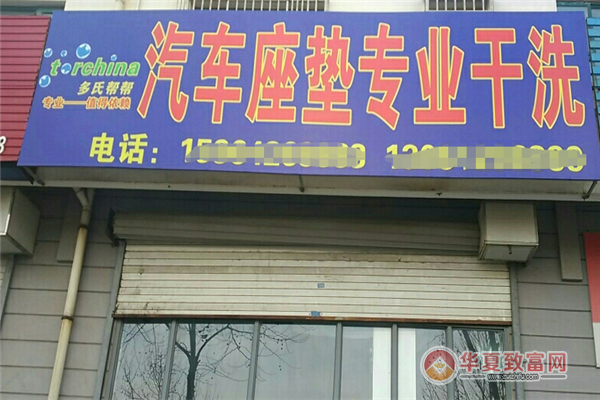 torchina
多氏帮帮
专业——值得依赖
汽车座垫专业干洗
电话：
华夏致富网